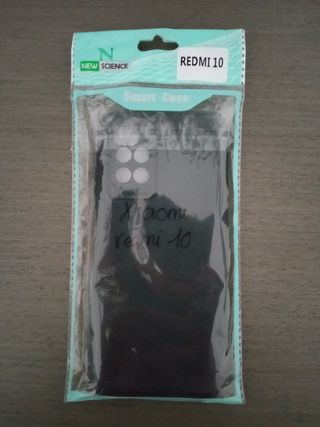 N
NEW SCIENCE
REDMI 10
Smart Case
Xiaomi
redmi 10